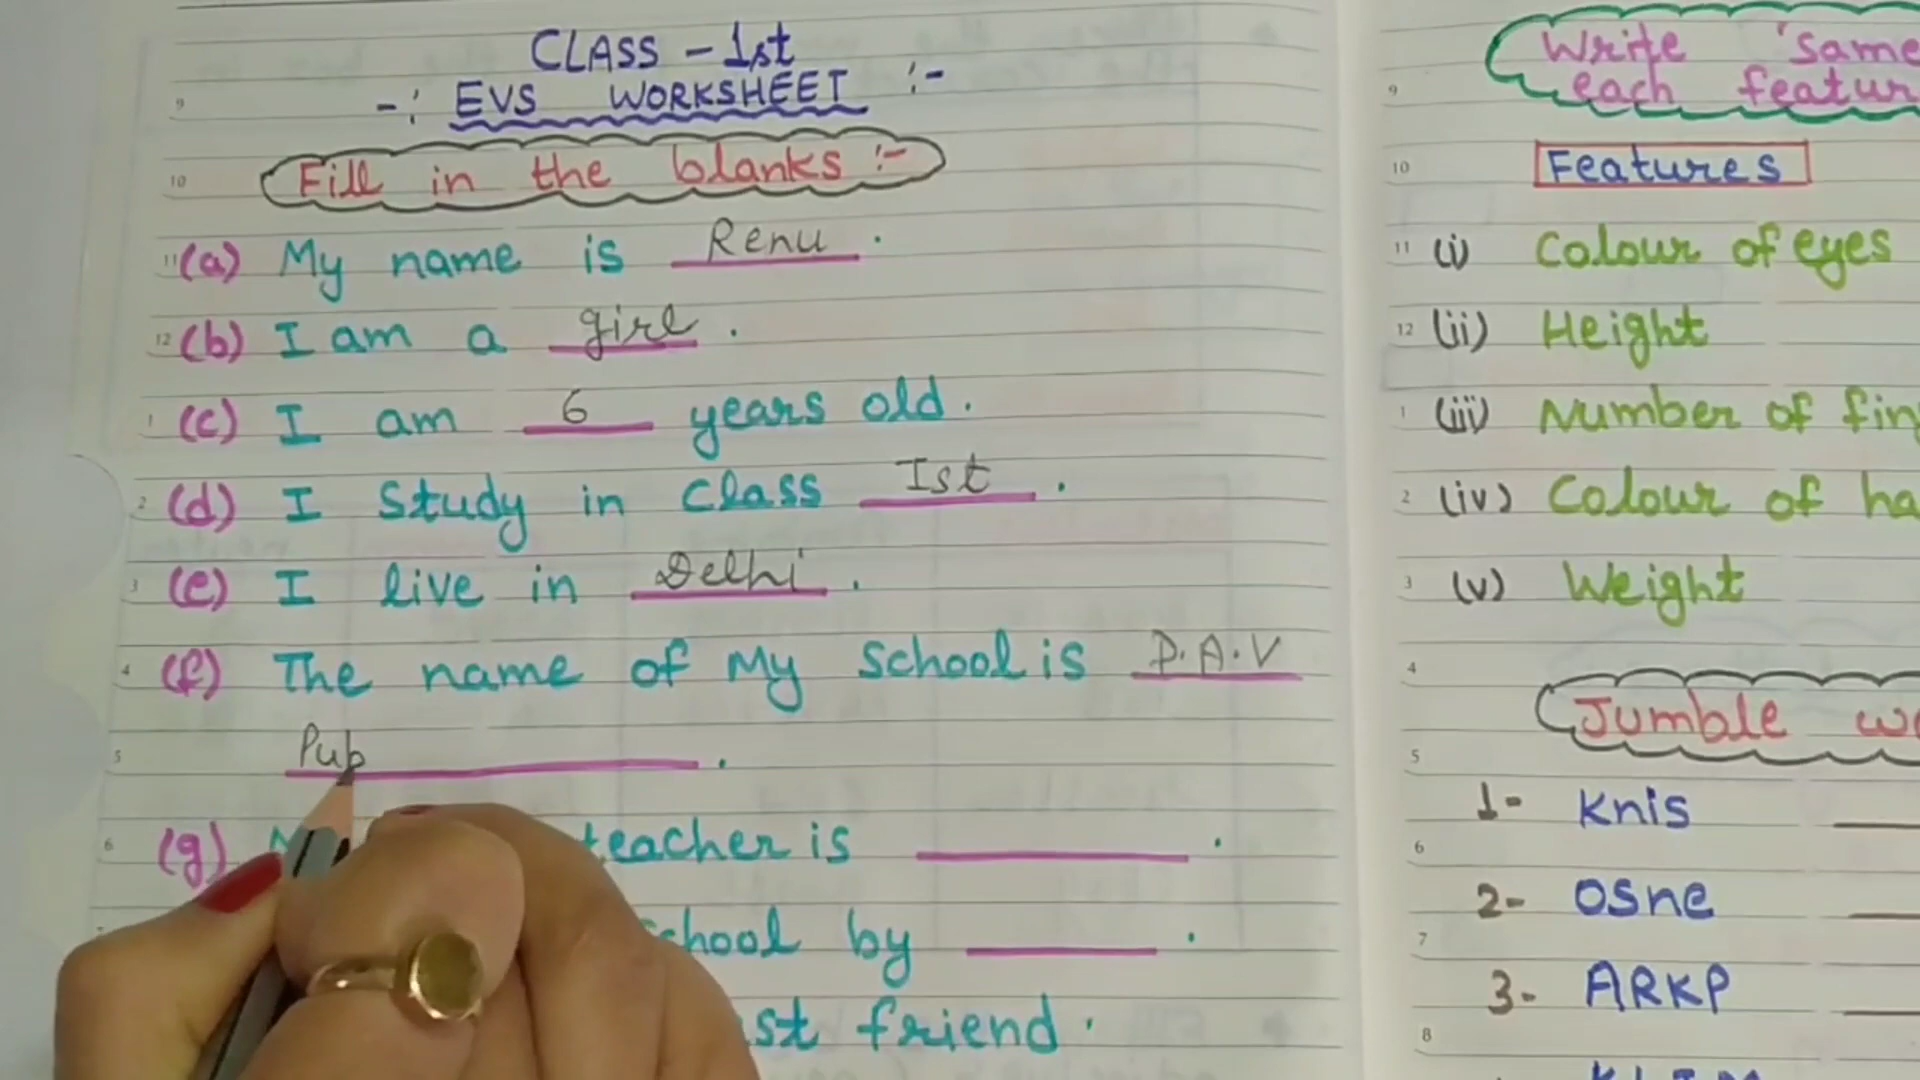 CLASS - 1st
-: EVS WORKSHEET :-
Fill in the blanks :-
(a) My name is Renu.
(b) I am a girl.
(c) I am 6 years old.
(d) I Study in Class Ist.
(e) I live in Delhi.
(f) The name of My School is D.A.V
Pub.
(g) teacher is ______.
by ______.
friend.
Write Same
each featur
Features
(i) Colour of eyes
(ii) Height
(iii) Number of fin
(iv) Colour of ha
(v) Weight
Jumble
1- Knis
2- Osne
3- ARKP